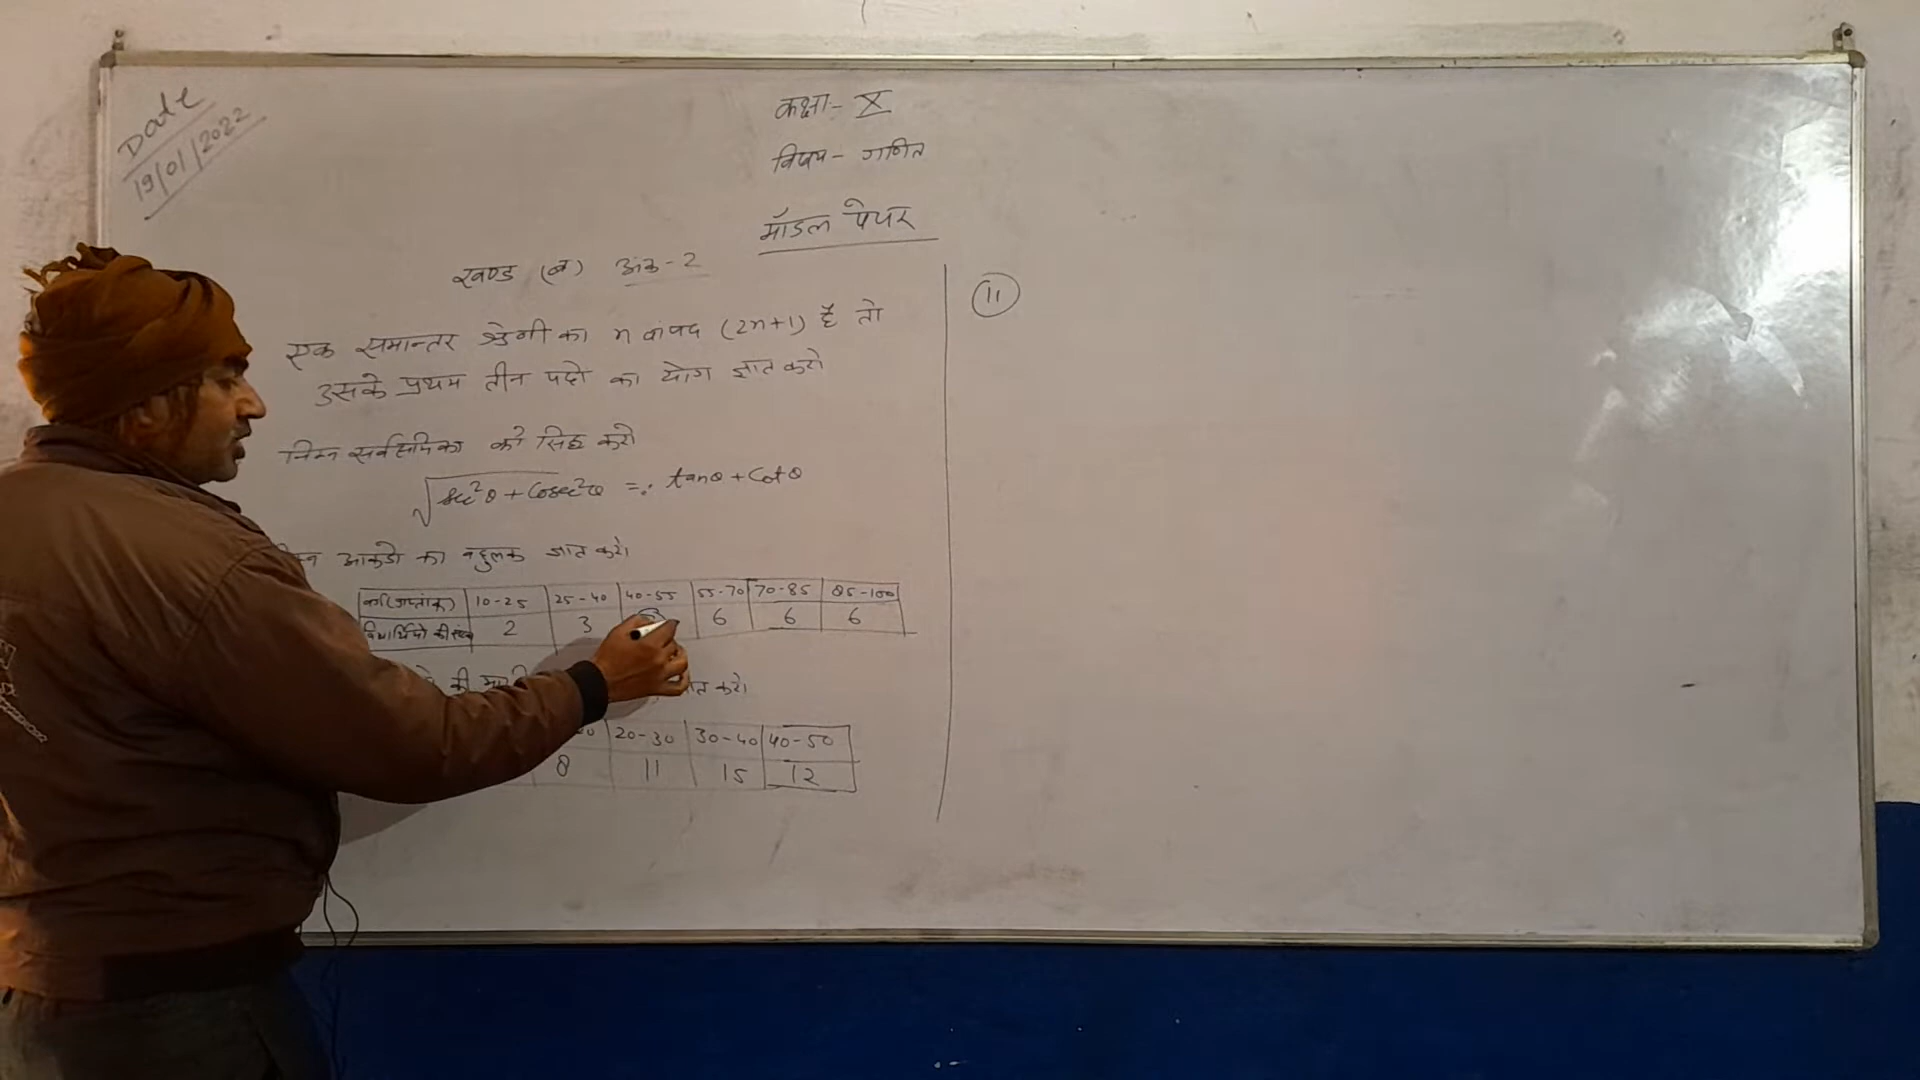 Date
19/01/2022
कक्षा - X
विषय - गणित
मॉडल पेपर
खण्ड (ब) अंक - 2
एक समान्तर श्रेणी का n वां पद (2n+1) है तो
उसके प्रथम तीन पदो का योग ज्ञात करो
निम्न सर्वसमिका को सिद्ध करो
√sec²θ + cosec²θ = tanθ + cotθ
आकडो का बहुलक ज्ञात करो।
वर्ग(प्राप्तांक) 10-25 25-40 40-55 55-70 70-85 85-100
विधार्थियो की 2 3 6 6 6
की करो।
20-30 30-40 40-50
8 11 15 12
11